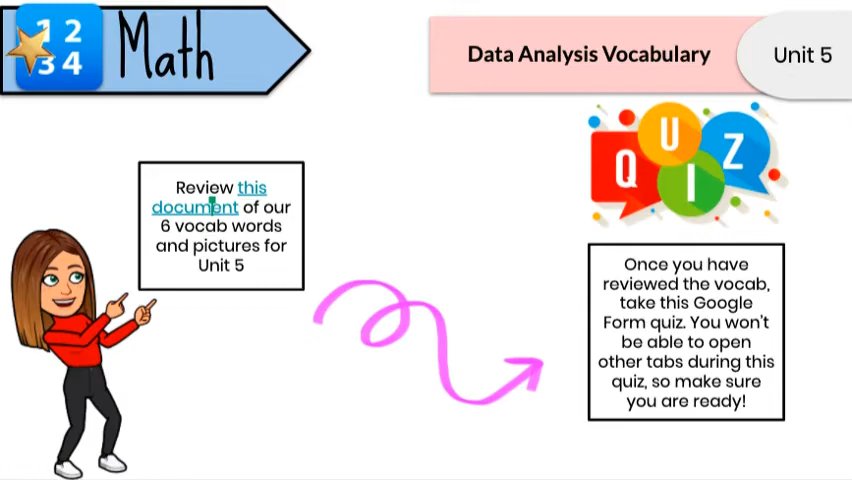 1 2
3 4
Math
Data Analysis Vocabulary
Unit 5
QUIZ
Review this
document of our
6 vocab words
and pictures for
Unit 5
Once you have
reviewed the vocab,
take this Google
Form quiz. You won't
be able to open
other tabs during this
quiz, so make sure
you are ready!